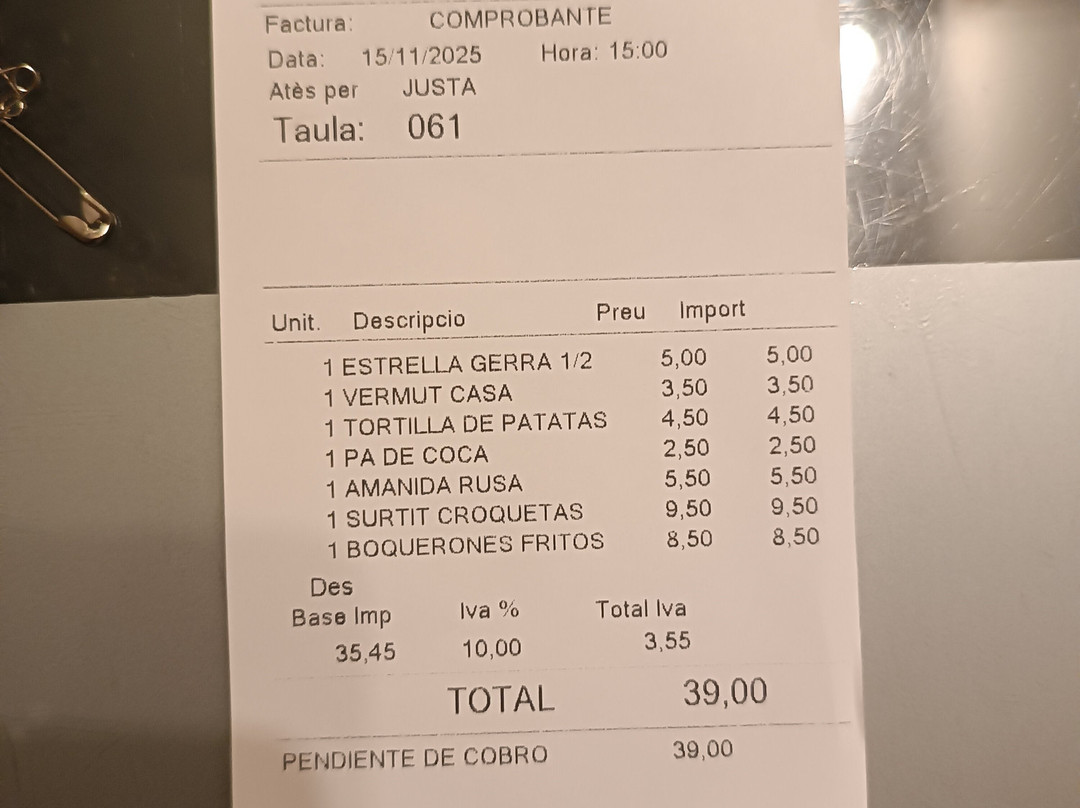 Factura: COMPROBANTE
Data: 15/11/2025 Hora: 15:00
Atès per JUSTA
Taula: 061
Unit. Descripcio Preu Import
1 ESTRELLA GERRA 1/2 5,00 5,00
1 VERMUT CASA 3,50 3,50
1 TORTILLA DE PATATAS 4,50 4,50
1 PA DE COCA 2,50 2,50
1 AMANIDA RUSA 5,50 5,50
1 SURTIT CROQUETAS 9,50 9,50
1 BOQUERONES FRITOS 8,50 8,50
Des
Base Imp Iva % Total Iva
35,45 10,00 3,55
TOTAL 39,00
PENDIENTE DE COBRO 39,00